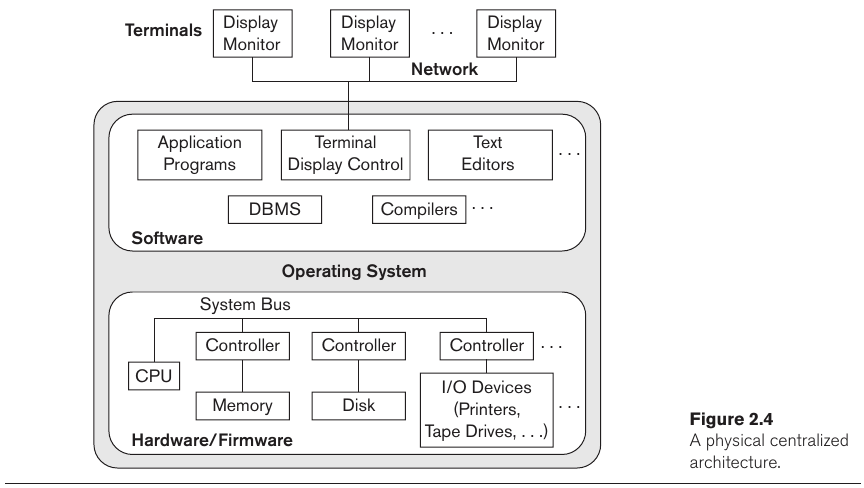 Terminals
Display
Monitor
Display
Monitor
. . .
Display
Monitor
Network
Application
Programs
Terminal
Display Control
Text
Editors
. . .
DBMS
Compilers
. . .
Software
Operating System
System Bus
CPU
Controller
Controller
Controller
. . .
Memory
Disk
I/O Devices
(Printers,
Tape Drives, . . .)
. . .
Hardware/Firmware
Figure 2.4
A physical centralized
architecture.